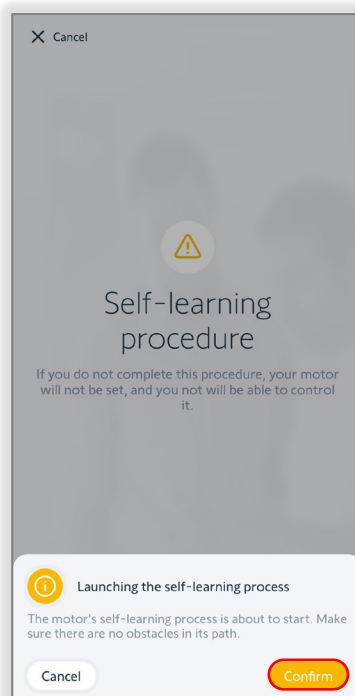 Cancel
Self-learning
procedure
If you do not complete this procedure, your motor
will not be set, and you not will be able to control
it.
Launching the self-learning process
The motor's self-learning process is about to start. Make
sure there are no obstacles in its path.
Cancel
Confirm